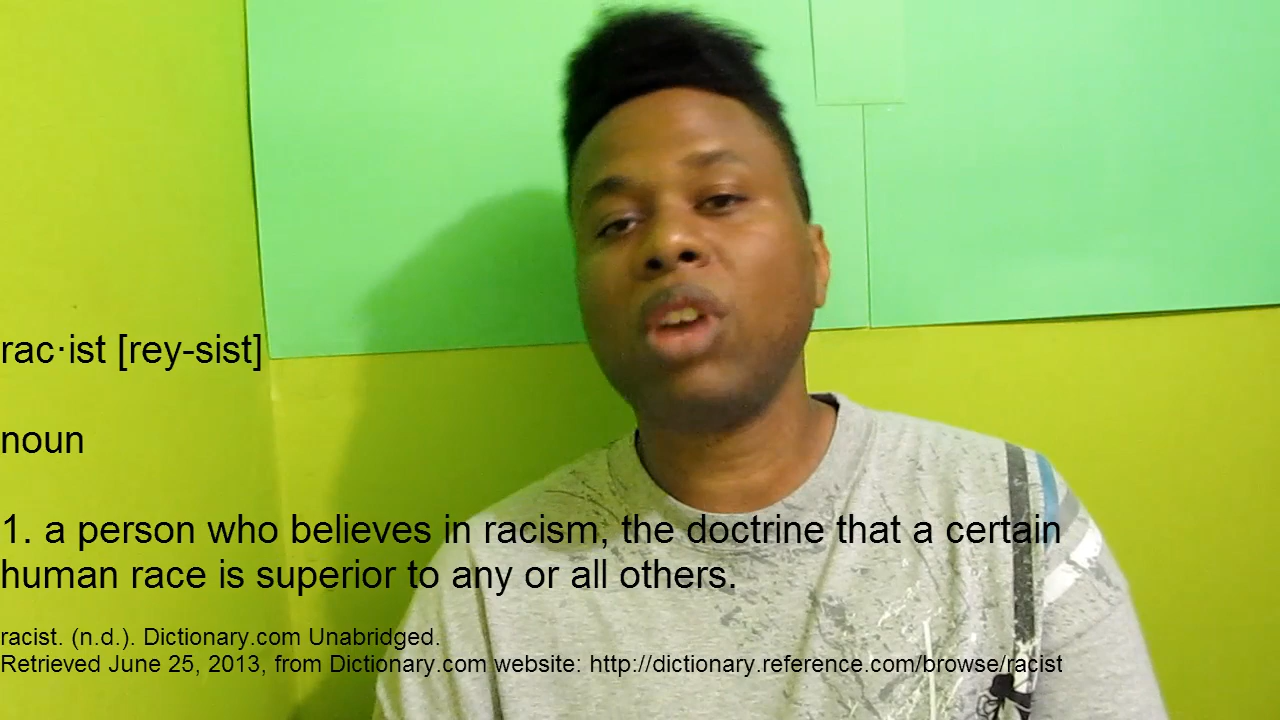 rac·ist [rey-sist]
noun
1. a person who believes in racism, the doctrine that a certain
human race is superior to any or all others.
racist. (n.d.). Dictionary.com Unabridged.
Retrieved June 25, 2013, from Dictionary.com website: http://dictionary.reference.com/browse/racist